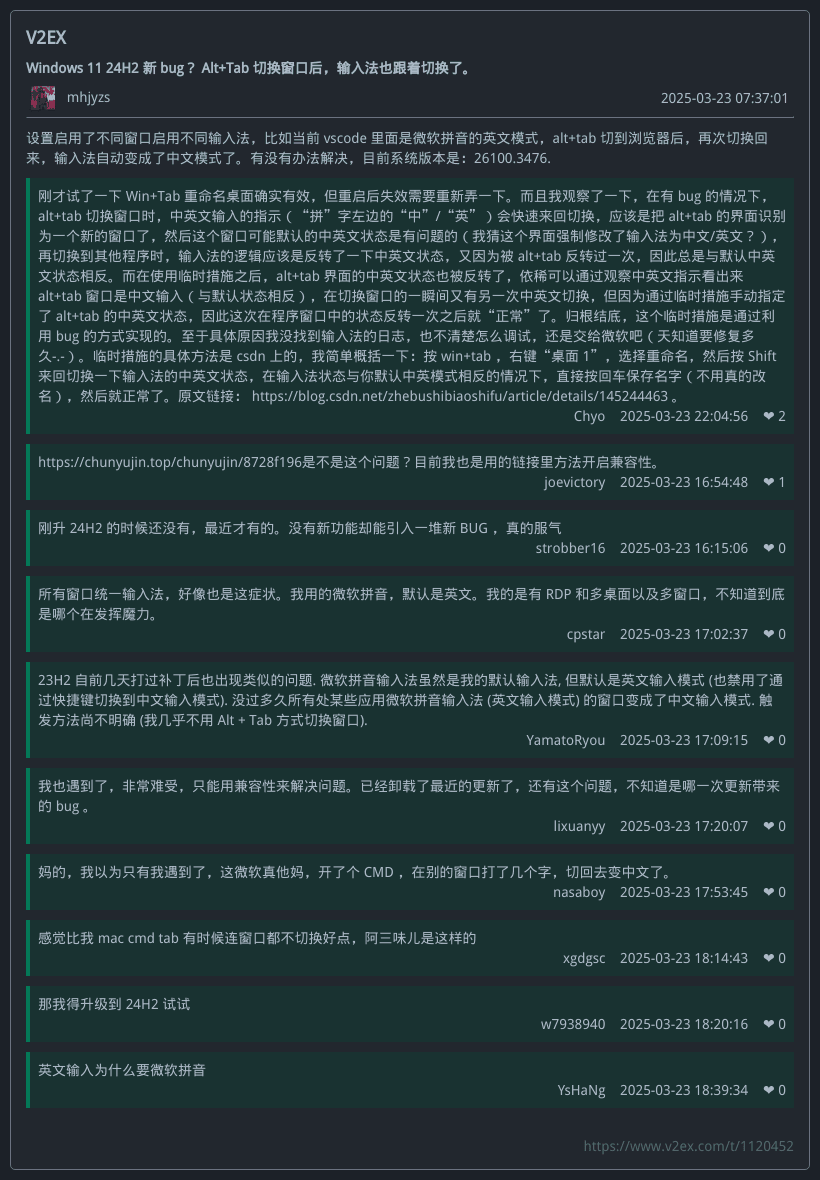 V2EX
Windows 11 24H2 新 bug ？ Alt+Tab 切换窗口后，输入法也跟着切换了。
mhjyzs 2025-03-23 07:37:01
设置启用了不同窗口启用不同输入法，比如当前 vscode 里面是微软拼音的英文模式，alt+tab 切到浏览器后，再次切换回
来，输入法自动变成了中文模式了。有没有办法解决，目前系统版本是：26100.3476.
刚才试了一下 Win+Tab 重命名桌面确实有效，但重启后失效需要重新弄一下。而且我观察了一下，在有 bug 的情况下，
alt+tab 切换窗口时，中英文输入的指示（ “拼” 字左边的 “中” / “英” ）会快速来回切换，应该是把 alt+tab 的界面识别
为一个新的窗口了，然后这个窗口可能默认的中英文状态是有问题的（ 我猜这个界面强制修改了输入法为中文/英文？ ），
再切换到其他程序时，输入法的逻辑应该是反转了一下中英文状态，又因为被 alt+tab 反转过一次，因此总是与默认中英
文状态相反。而在使用临时措施之后，alt+tab 界面的中英文状态也被反转了，依稀可以通过观察中英文指示看出来
alt+tab 窗口是中文输入（ 与默认状态相反 ），在切换窗口的一瞬间又有另一次中英文切换，但因为通过临时措施手动指定
了 alt+tab 的中英文状态，因此这次在程序窗口中的状态反转一次之后就 “正常” 了。归根结底，这个临时措施是通过利
用 bug 的方式实现的。至于具体原因我没找到输入法的日志，也不清楚怎么调试，还是交给微软吧（ 天知道要修复多
久-.- ）。临时措施的具体方法是 csdn 上的，我简单概括一下：按 win+tab ，右键 “桌面 1” ，选择重命名，然后按 Shift
来回切换一下输入法的中英文状态，在输入法状态与你默认中英模式相反的情况下，直接按回车保存名字（ 不用真的改
名 ），然后就正常了。原文链接： https://blog.csdn.net/zhebushibiaoshifu/article/details/145244463 。
Chyo 2025-03-23 22:04:56 ❤ 2
https://chunyujin.top/chunyujin/8728f196是不是这个问题？目前我也是用的链接里方法开启兼容性。
joevictory 2025-03-23 16:54:48 ❤ 1
刚升 24H2 的时候还没有，最近才有的。没有新功能却能引入一堆新 BUG ，真的服气
strobber16 2025-03-23 16:15:06 ❤ 0
所有窗口统一输入法，好像也是这症状。我用的微软拼音，默认是英文。我的是有 RDP 和多桌面以及多窗口，不知道到底
是哪个在发挥魔力。
cpstar 2025-03-23 17:02:37 ❤ 0
23H2 自前几天打过补丁后也出现类似的问题. 微软拼音输入法虽然是我的默认输入法, 但默认是英文输入模式 (也禁用了通
过快捷键切换到中文输入模式). 没过多久所有处某些应用微软拼音输入法 (英文输入模式) 的窗口变成了中文输入模式. 触
发方法尚不明确 (我几乎不用 Alt + Tab 方式切换窗口).
YamatoRyou 2025-03-23 17:09:15 ❤ 0
我也遇到了，非常难受，只能用兼容性来解决问题。已经卸载了最近的更新了，还有这个问题，不知道是哪一次更新带来
的 bug 。
lixuanyy 2025-03-23 17:20:07 ❤ 0
妈的，我以为只有我遇到了，这微软真他妈，开了个 CMD ，在别的窗口打了几个字，切回去变中文了。
nasaboy 2025-03-23 17:53:45 ❤ 0
感觉比我 mac cmd tab 有时候连窗口都不切换好点，阿三味儿是这样的
xgdgsc 2025-03-23 18:14:43 ❤ 0
那我得升级到 24H2 试试
w7938940 2025-03-23 18:20:16 ❤ 0
英文输入为什么要微软拼音
YsHaNg 2025-03-23 18:39:34 ❤ 0
https://www.v2ex.com/t/1120452